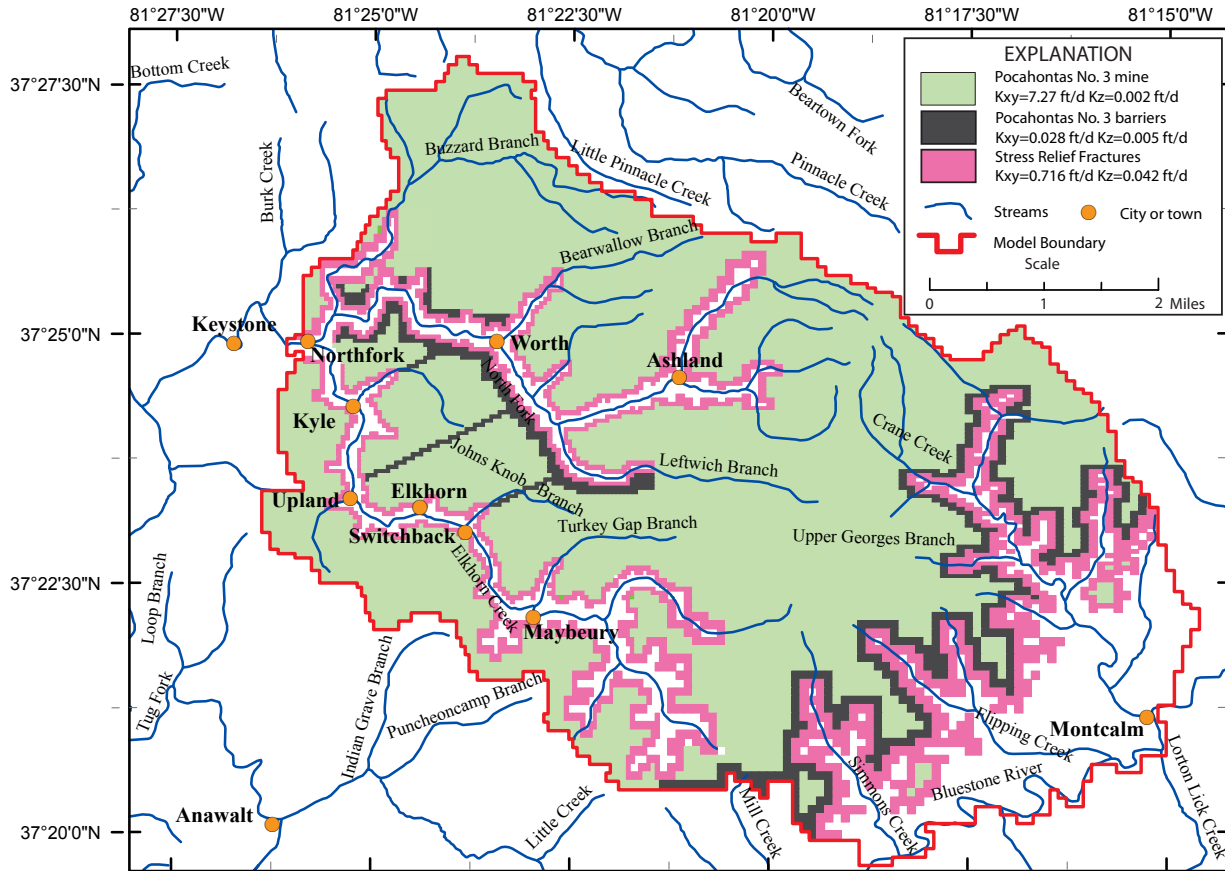 81°27'30"W
81°25'0"W
81°22'30"W
81°20'0"W
81°17'30"W
81°15'0"W
37°27'30"N
37°25'0"N
37°22'30"N
37°20'0"N
EXPLANATION
Pocahontas No. 3 mine
Kxy=7.27 ft/d Kz=0.002 ft/d
Pocahontas No. 3 barriers
Kxy=0.028 ft/d Kz=0.005 ft/d
Stress Relief Fractures
Kxy=0.716 ft/d Kz=0.042 ft/d
Streams
City or town
Model Boundary
Scale
0 1 2 Miles
Bottom Creek
Beartown Fork
Buzzard Branch
Little Pinnacle Creek
Pinnacle Creek
Burk Creek
Bearwallow Branch
Keystone
Northfork
Worth
Ashland
North Fork
Kyle
Crane Creek
Johns Knob Branch
Leftwich Branch
Elkhorn
Upland
Turkey Gap Branch
Switchback
Upper Georges Branch
Elkhorn Creek
Loop Branch
Maybeury
Indian Grave Branch
Puncheoncamp Branch
Tug Fork
Flipping Creek
Montcalm
Lorton Lick Creek
Bluestone River
Simmons Creek
Mill Creek
Little Creek
Anawalt